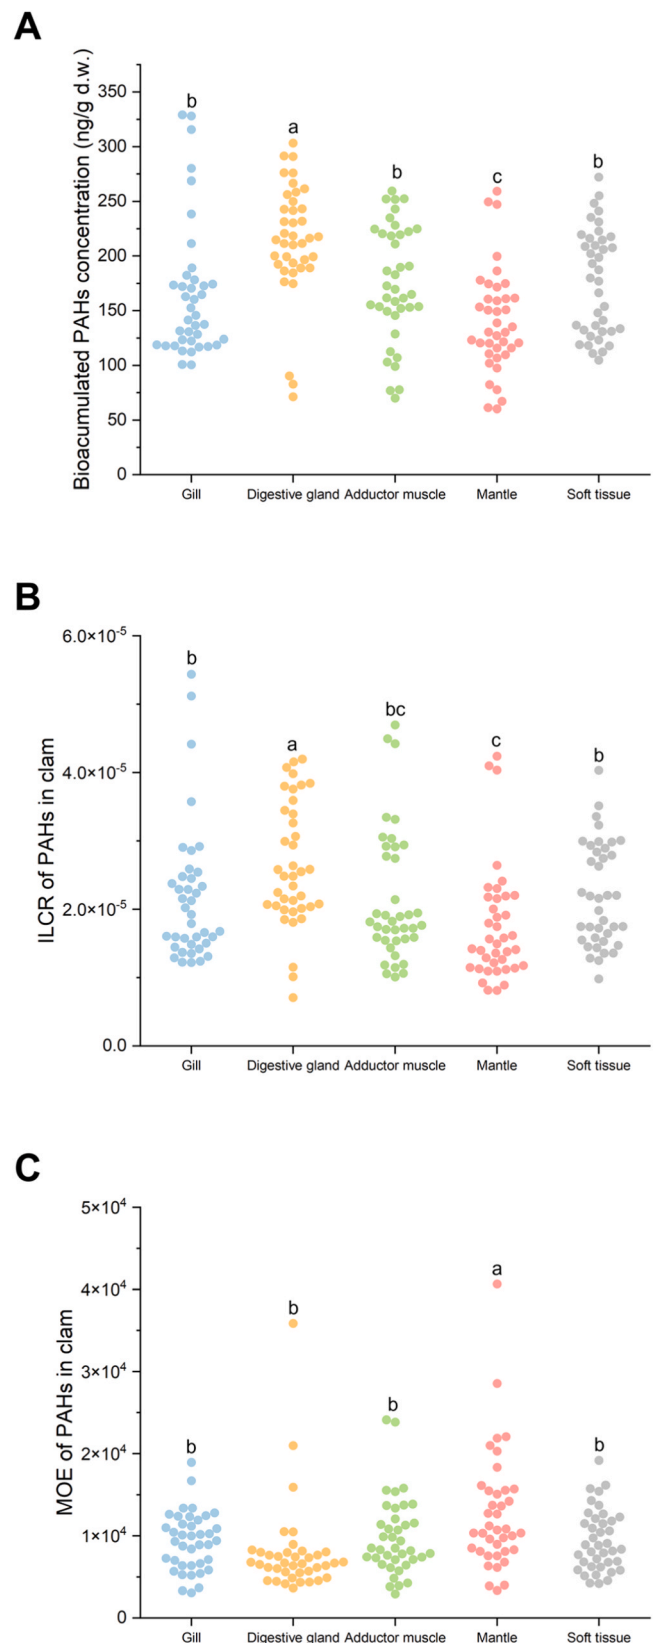 A
Bioacumulated PAHs concentration (ng/g d.w.)
350
300
250
200
150
100
50
0
b
a
b
c
b
Gill
Digestive gland
Adductor muscle
Mantle
Soft tissue
B
ILCR of PAHs in clam
6.0×10⁻⁵
4.0×10⁻⁵
2.0×10⁻⁵
0.0
b
a
bc
c
b
Gill
Digestive gland
Adductor muscle
Mantle
Soft tissue
C
MOE of PAHs in clam
5×10⁴
4×10⁴
3×10⁴
2×10⁴
1×10⁴
0
b
b
b
a
b
Gill
Digestive gland
Adductor muscle
Mantle
Soft tissue